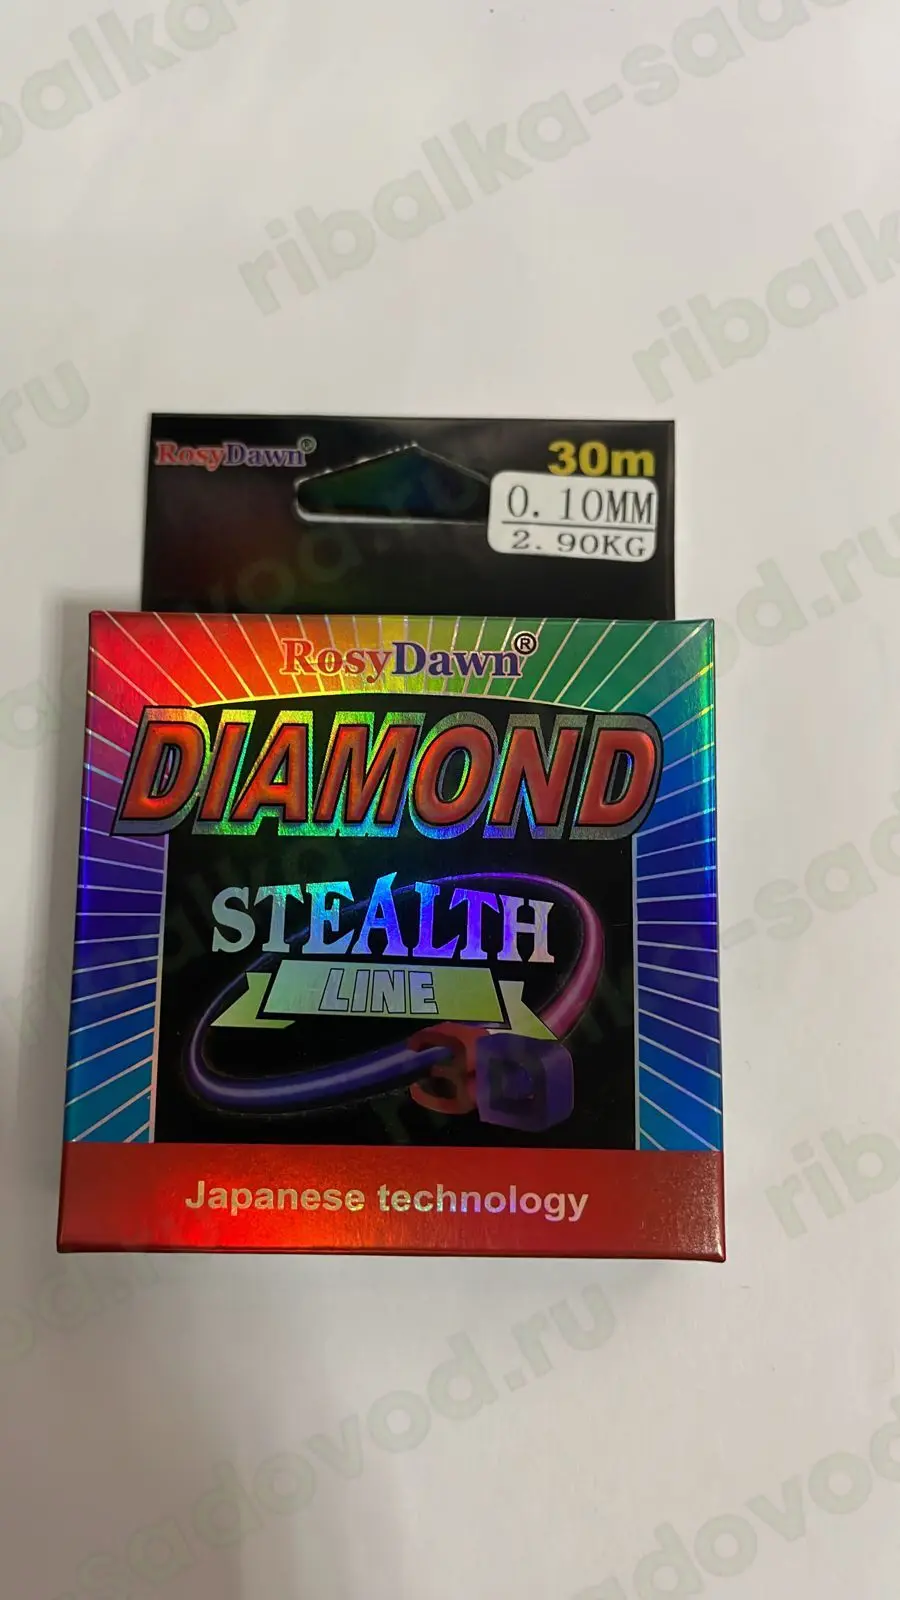 RosyDawn®
30m
0.10MM
2.90KG
RosyDawn®
DIAMOND
STEALTH
LINE
3D
Japanese technology
ribalka-sadovod.ru